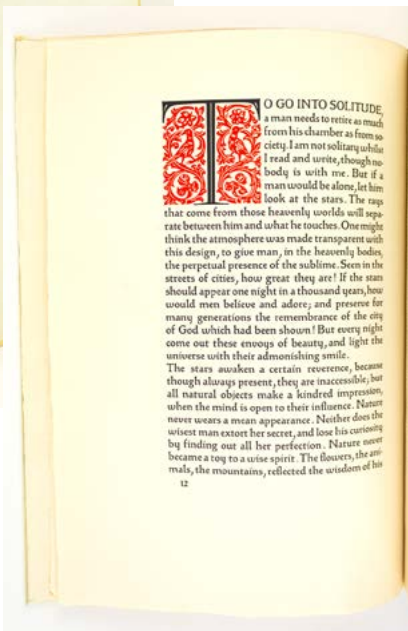 TO GO INTO SOLITUDE,
a man needs to retire as much
from his chamber as from so-
ciety. I am not solitary whilst
I read and write, though no-
body is with me. But if a
man would be alone, let him
look at the stars. The rays
that come from those heavenly worlds will sepa-
rate between him and what he touches. One might
think the atmosphere was made transparent with
this design, to give man, in the heavenly bodies,
the perpetual presence of the sublime. Seen in the
streets of cities, how great they are! If the stars
should appear one night in a thousand years, how
would men believe and adore; and preserve for
many generations the remembrance of the city
of God which had been shown! But every night
come out these envoys of beauty, and light the
universe with their admonishing smile.
The stars awaken a certain reverence, because
though always present, they are inaccessible; but
all natural objects make a kindred impression,
when the mind is open to their influence. Nature
never wears a mean appearance. Neither does the
wisest man extort her secret, and lose his curiosity
by finding out all her perfection. Nature never
became a toy to a wise spirit. The flowers, the ani-
mals, the mountains, reflected the wisdom of his
12